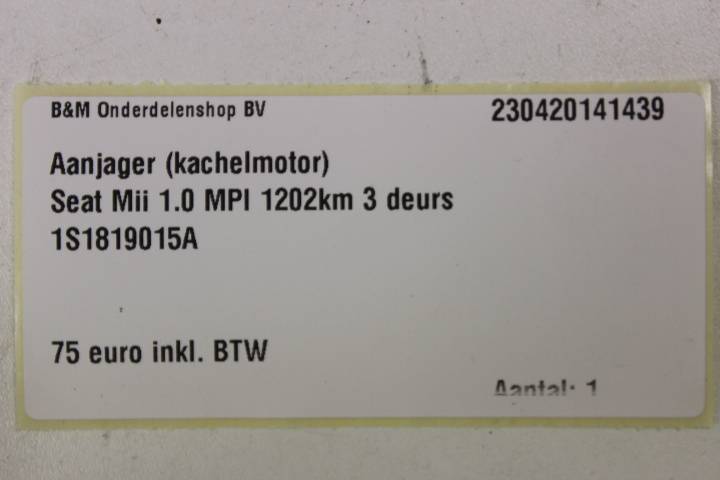 B&M Onderdelenshop BV 230420141439
Aanjager (kachelmotor)
Seat Mii 1.0 MPI 1202km 3 deurs
1S1819015A
75 euro inkl. BTW
Aantal: 1